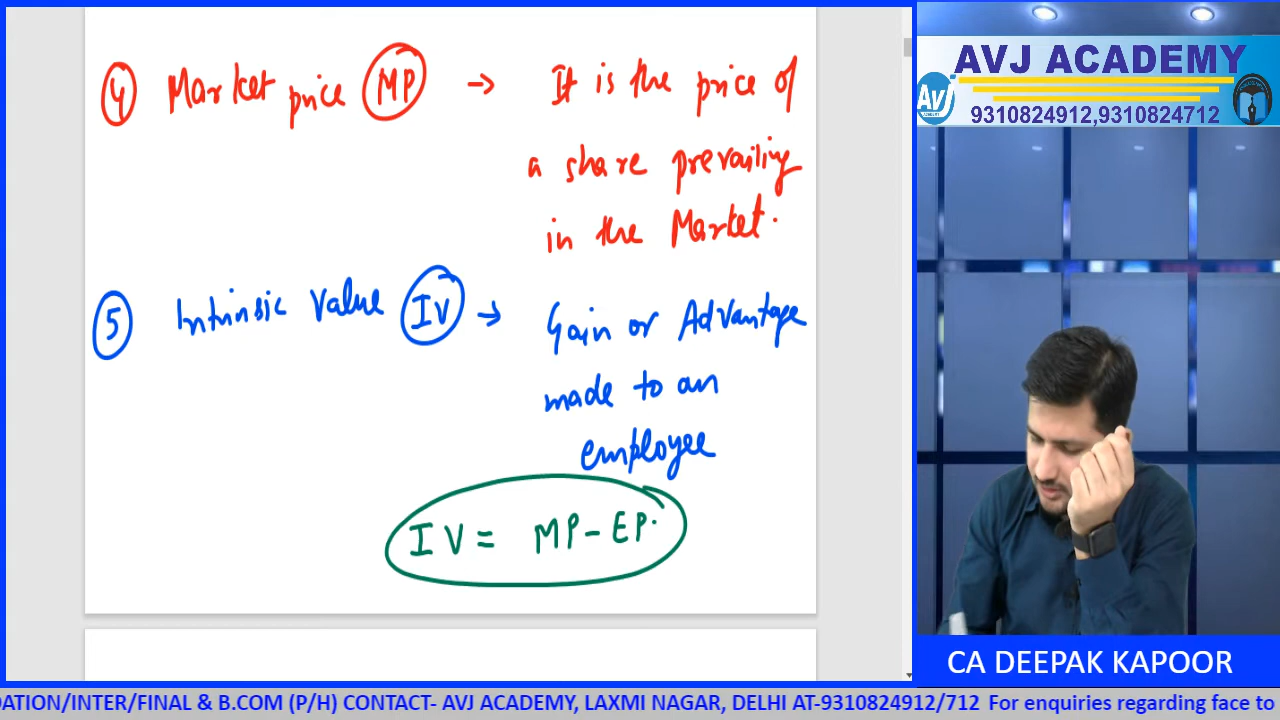 4 Market price MP → It is the price of
a share prevailing
in the Market.
5 Intrinsic Value IV → Gain or Advantage
made to an
employee
IV = MP - EP.
AVJ ACADEMY
AVJ
ACADEMY
9310824912,9310824712
CA DEEPAK KAPOOR
DATION/INTER/FINAL & B.COM (P/H) CONTACT- AVJ ACADEMY, LAXMI NAGAR, DELHI AT-9310824912/712 For enquiries regarding face to